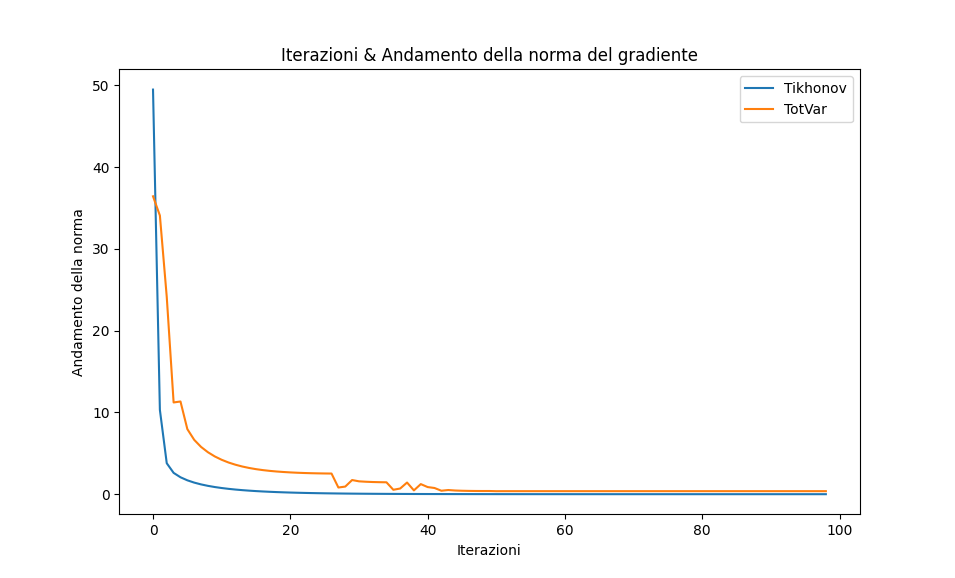 Iterazioni & Andamento della norma del gradiente
Tikhonov
TotVar
Andamento della norma
50
40
30
20
10
0
0 20 40 60 80 100
Iterazioni